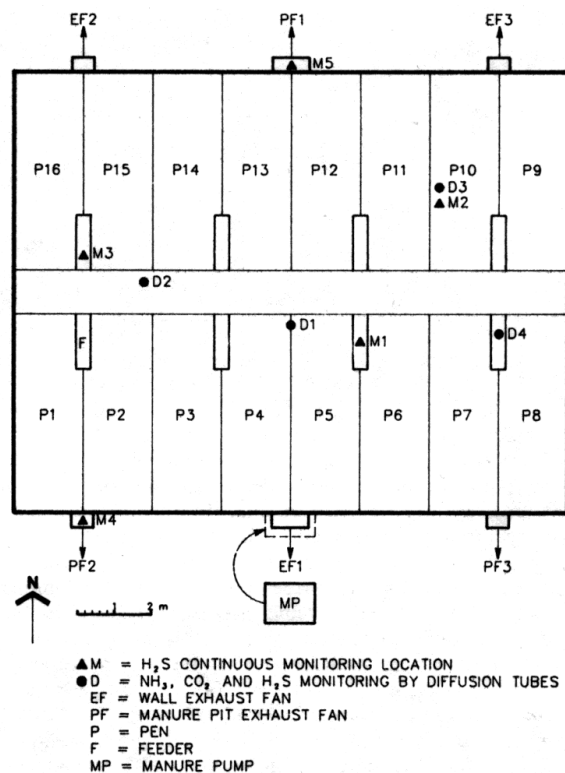 EF2 PF1 EF3
M5
P16 P15 P14 P13 P12 P11 P10 P9
D3
M2
M3
D2
D1 M1 D4
F
P1 P2 P3 P4 P5 P6 P7 P8
M4
PF2 EF1 PF3
MP
N
1 2 m
▲ M = H₂S CONTINUOUS MONITORING LOCATION
● D = NH₃, CO₂ AND H₂S MONITORING BY DIFFUSION TUBES
EF = WALL EXHAUST FAN
PF = MANURE PIT EXHAUST FAN
P = PEN
F = FEEDER
MP = MANURE PUMP